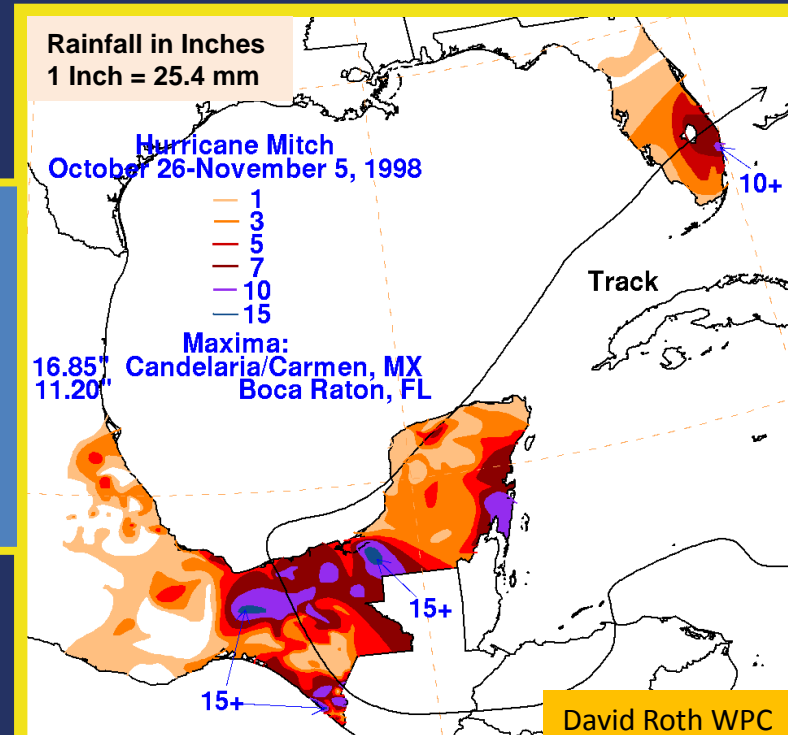 Rainfall in Inches
1 Inch = 25.4 mm
Hurricane Mitch
October 26-November 5, 1998
1
3
5
7
10
15
Maxima:
16.85" Candelaria/Carmen, MX
11.20" Boca Raton, FL
10+
Track
15+
15+
David Roth WPC